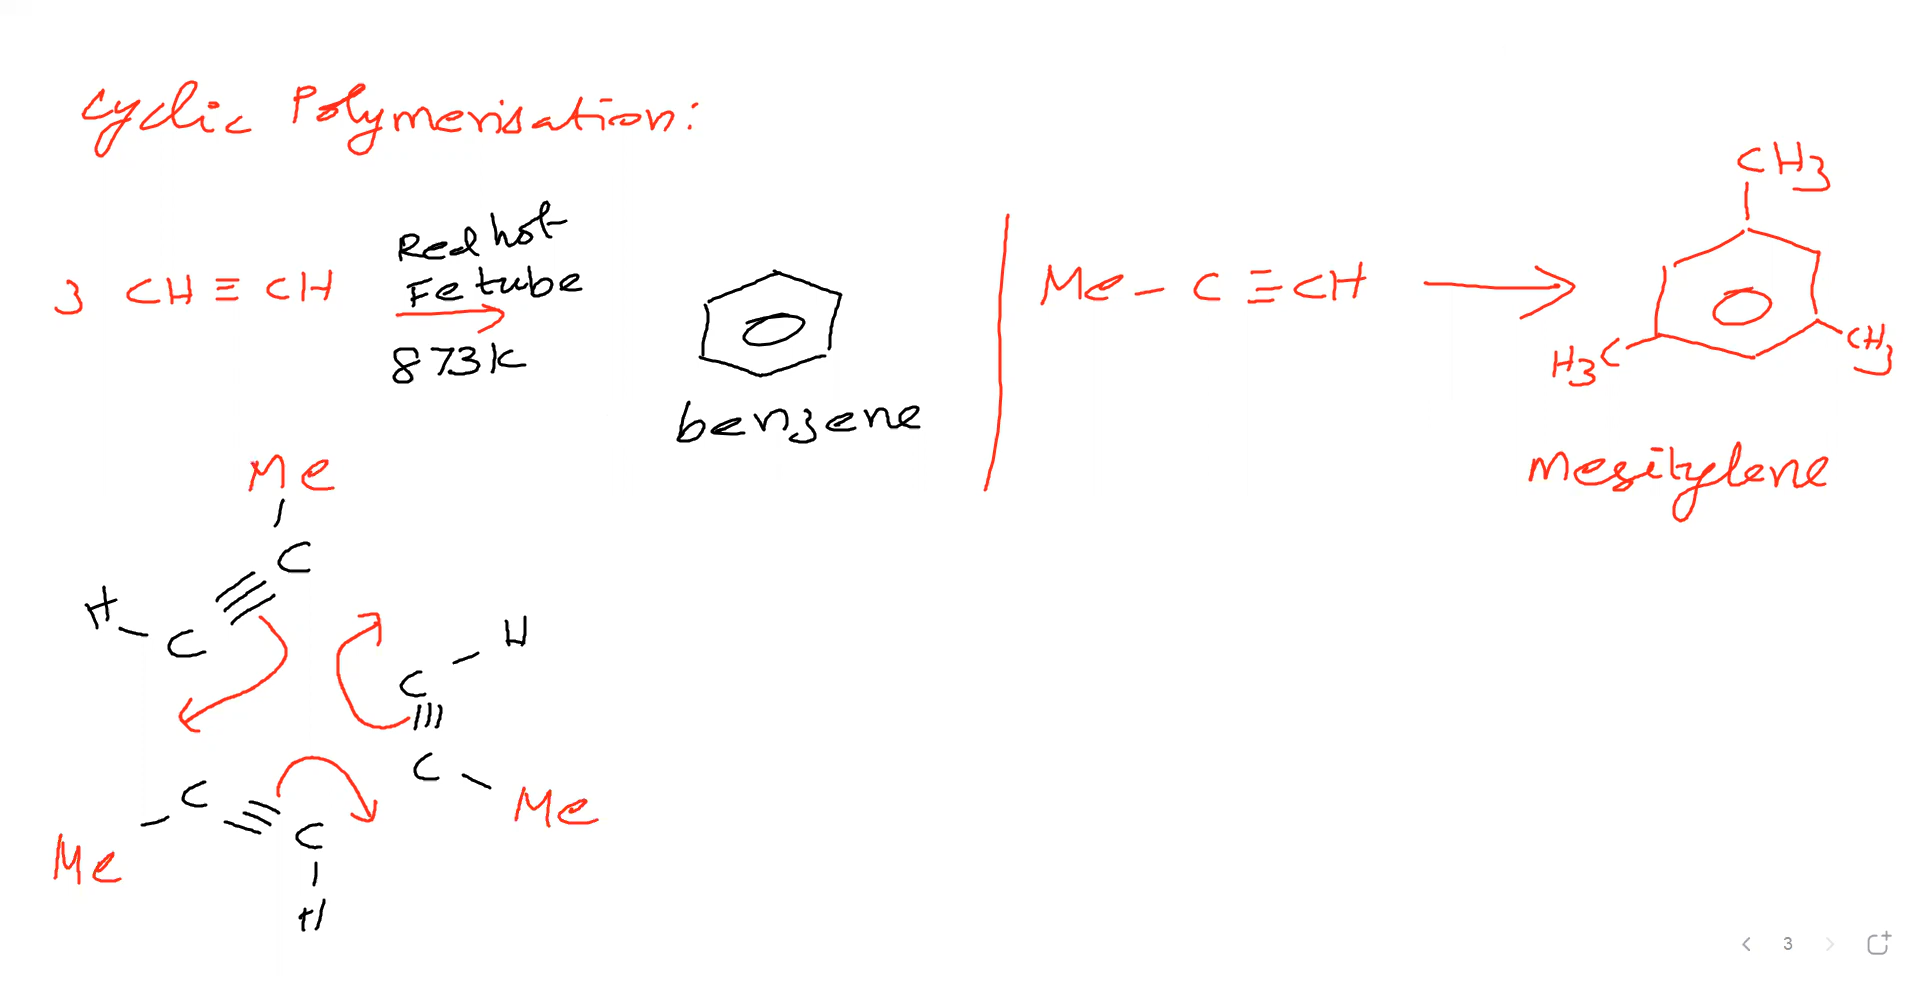 Cyclic Polymerisation:
3 CH ≡ CH
Red hot
Fe tube
873K
benzene
Me - C ≡ CH
CH3
H3C
CH3
mesitylene
Me
C
H - C
C - H
C - Me
Me - C
C
H
3